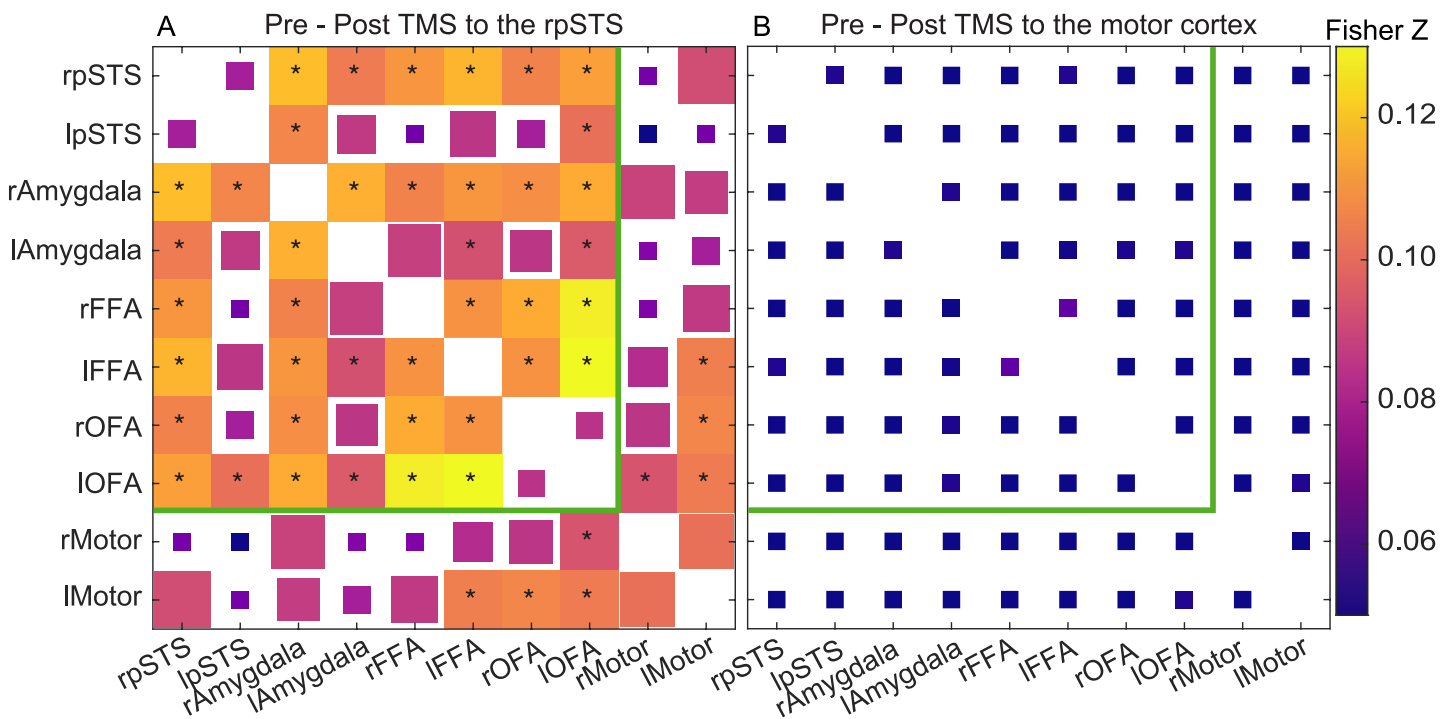 A Pre - Post TMS to the rpSTS
B Pre - Post TMS to the motor cortex
Fisher Z
rpSTS * * * * * *
lpSTS * *
rAmygdala * * * * * * *
lAmygdala * * * *
rFFA * * * * *
lFFA * * * * * * *
rOFA * * * * *
lOFA * * * * * * * *
rMotor *
lMotor * * *
rpSTS lpSTS rAmygdala lAmygdala rFFA lFFA rOFA lOFA rMotor lMotor
rpSTS lpSTS rAmygdala lAmygdala rFFA lFFA rOFA lOFA rMotor lMotor
0.12
0.10
0.08
0.06